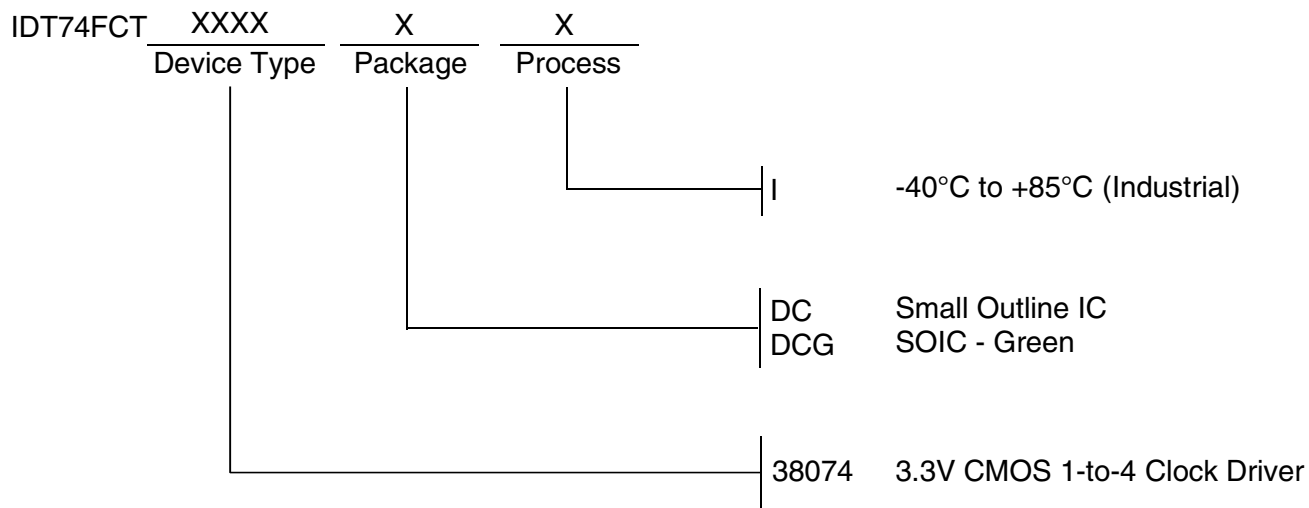 IDT74FCT XXXX X X
Device Type Package Process
I -40°C to +85°C (Industrial)
DC Small Outline IC
DCG SOIC - Green
38074 3.3V CMOS 1-to-4 Clock Driver